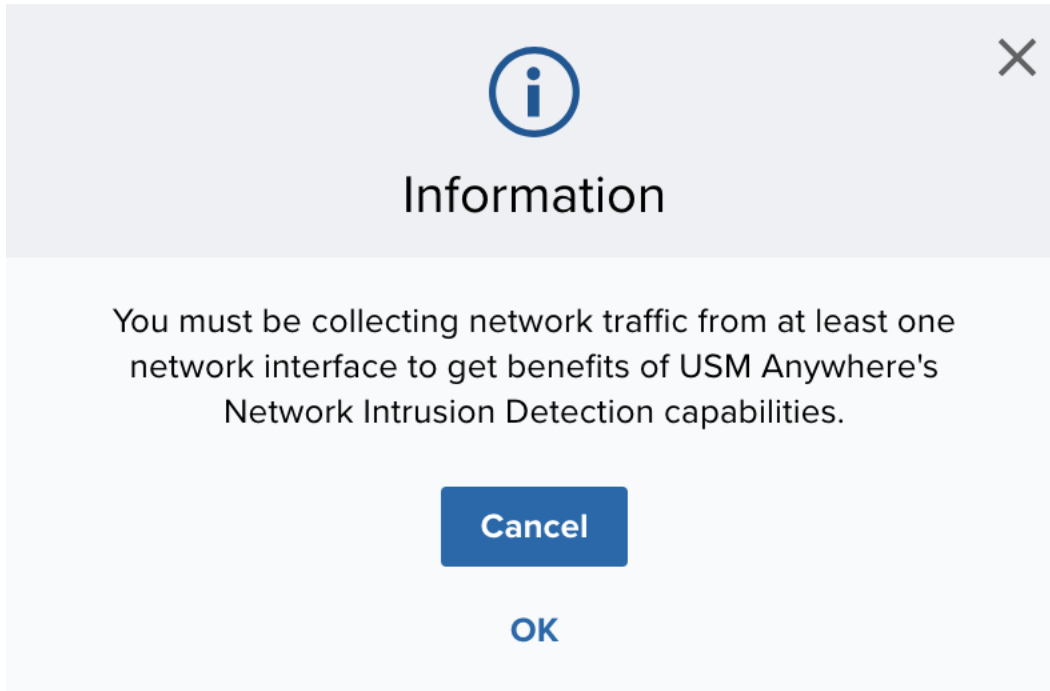 Information
You must be collecting network traffic from at least one
network interface to get benefits of USM Anywhere's
Network Intrusion Detection capabilities.
Cancel
OK